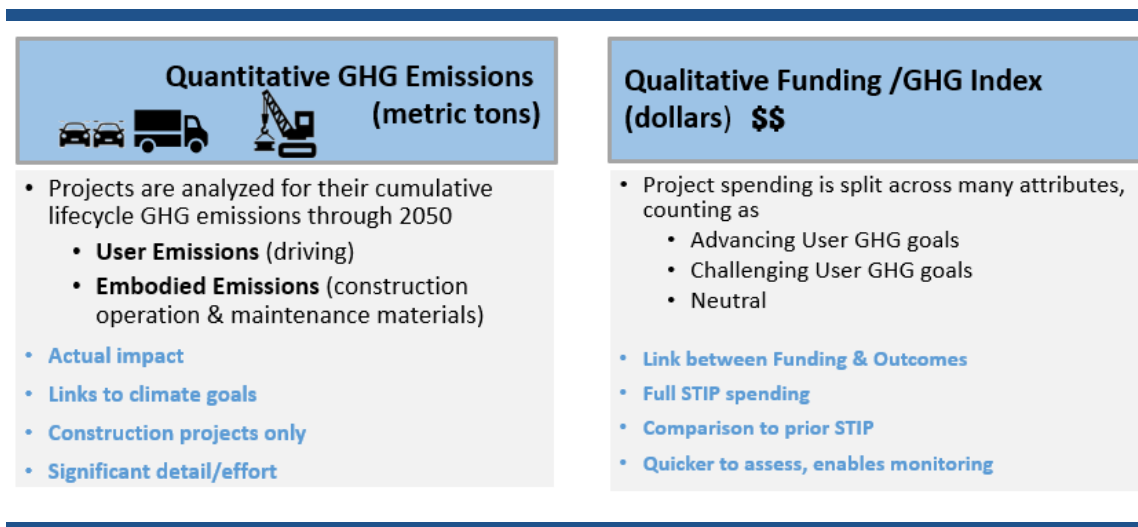 Quantitative GHG Emissions
(metric tons)
• Projects are analyzed for their cumulative
lifecycle GHG emissions through 2050
• User Emissions (driving)
• Embodied Emissions (construction
operation & maintenance materials)
• Actual impact
• Links to climate goals
• Construction projects only
• Significant detail/effort
Qualitative Funding /GHG Index
(dollars) $$
• Project spending is split across many attributes,
counting as
• Advancing User GHG goals
• Challenging User GHG goals
• Neutral
• Link between Funding & Outcomes
• Full STIP spending
• Comparison to prior STIP
• Quicker to assess, enables monitoring